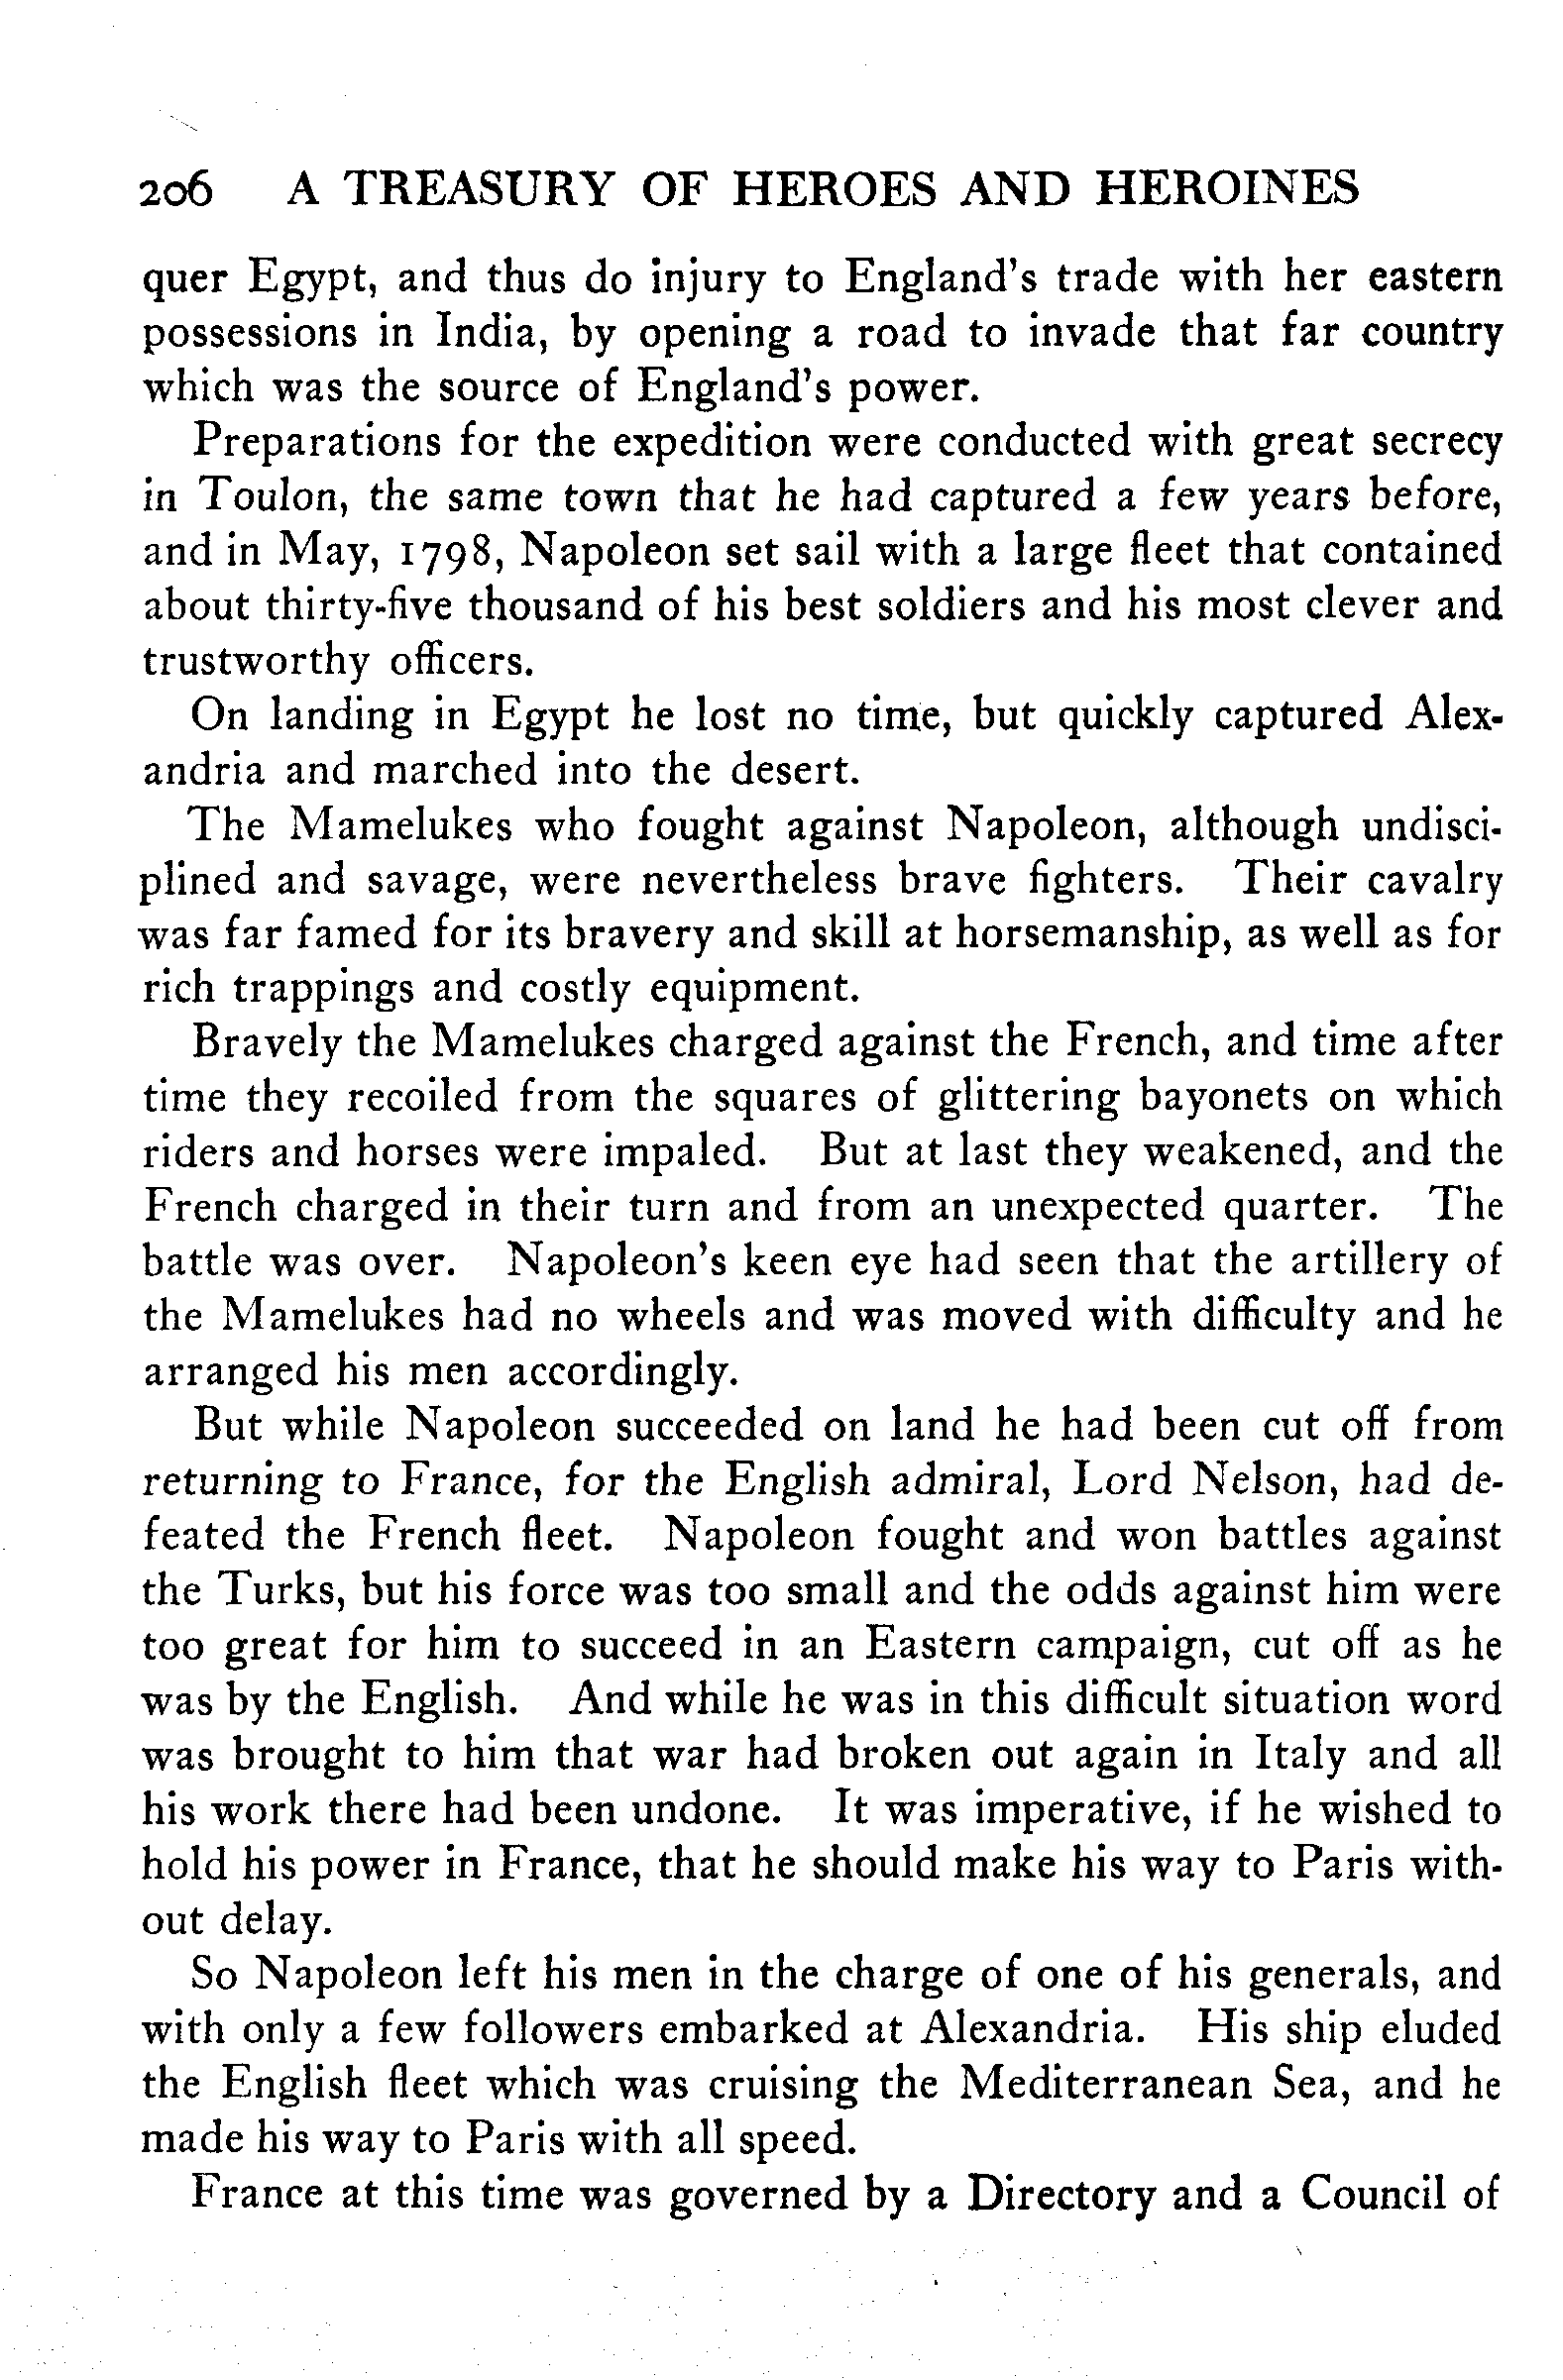 206 A TREASURY OF HEROES AND HEROINES
quer Egypt, and thus do injury to England's trade with her eastern
possessions in India, by opening a road to invade that far country
which was the source of England's power.
Preparations for the expedition were conducted with great secrecy
in Toulon, the same town that he had captured a few years before,
and in May, 1798, Napoleon set sail with a large fleet that contained
about thirty-five thousand of his best soldiers and his most clever and
trustworthy officers.
On landing in Egypt he lost no time, but quickly captured Alex-
andria and marched into the desert.
The Mamelukes who fought against Napoleon, although undisci-
plined and savage, were nevertheless brave fighters. Their cavalry
was far famed for its bravery and skill at horsemanship, as well as for
rich trappings and costly equipment.
Bravely the Mamelukes charged against the French, and time after
time they recoiled from the squares of glittering bayonets on which
riders and horses were impaled. But at last they weakened, and the
French charged in their turn and from an unexpected quarter. The
battle was over. Napoleon's keen eye had seen that the artillery of
the Mamelukes had no wheels and was moved with difficulty and he
arranged his men accordingly.
But while Napoleon succeeded on land he had been cut off from
returning to France, for the English admiral, Lord Nelson, had de-
feated the French fleet. Napoleon fought and won battles against
the Turks, but his force was too small and the odds against him were
too great for him to succeed in an Eastern campaign, cut off as he
was by the English. And while he was in this difficult situation word
was brought to him that war had broken out again in Italy and all
his work there had been undone. It was imperative, if he wished to
hold his power in France, that he should make his way to Paris with-
out delay.
So Napoleon left his men in the charge of one of his generals, and
with only a few followers embarked at Alexandria. His ship eluded
the English fleet which was cruising the Mediterranean Sea, and he
made his way to Paris with all speed.
France at this time was governed by a Directory and a Council of